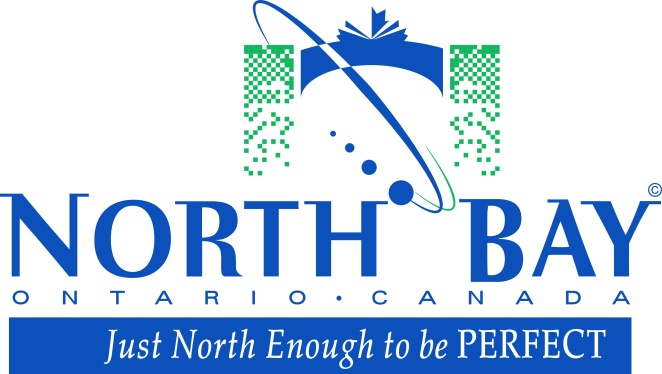 NORTH BAY©
ONTARIO • CANADA
Just North Enough to be PERFECT